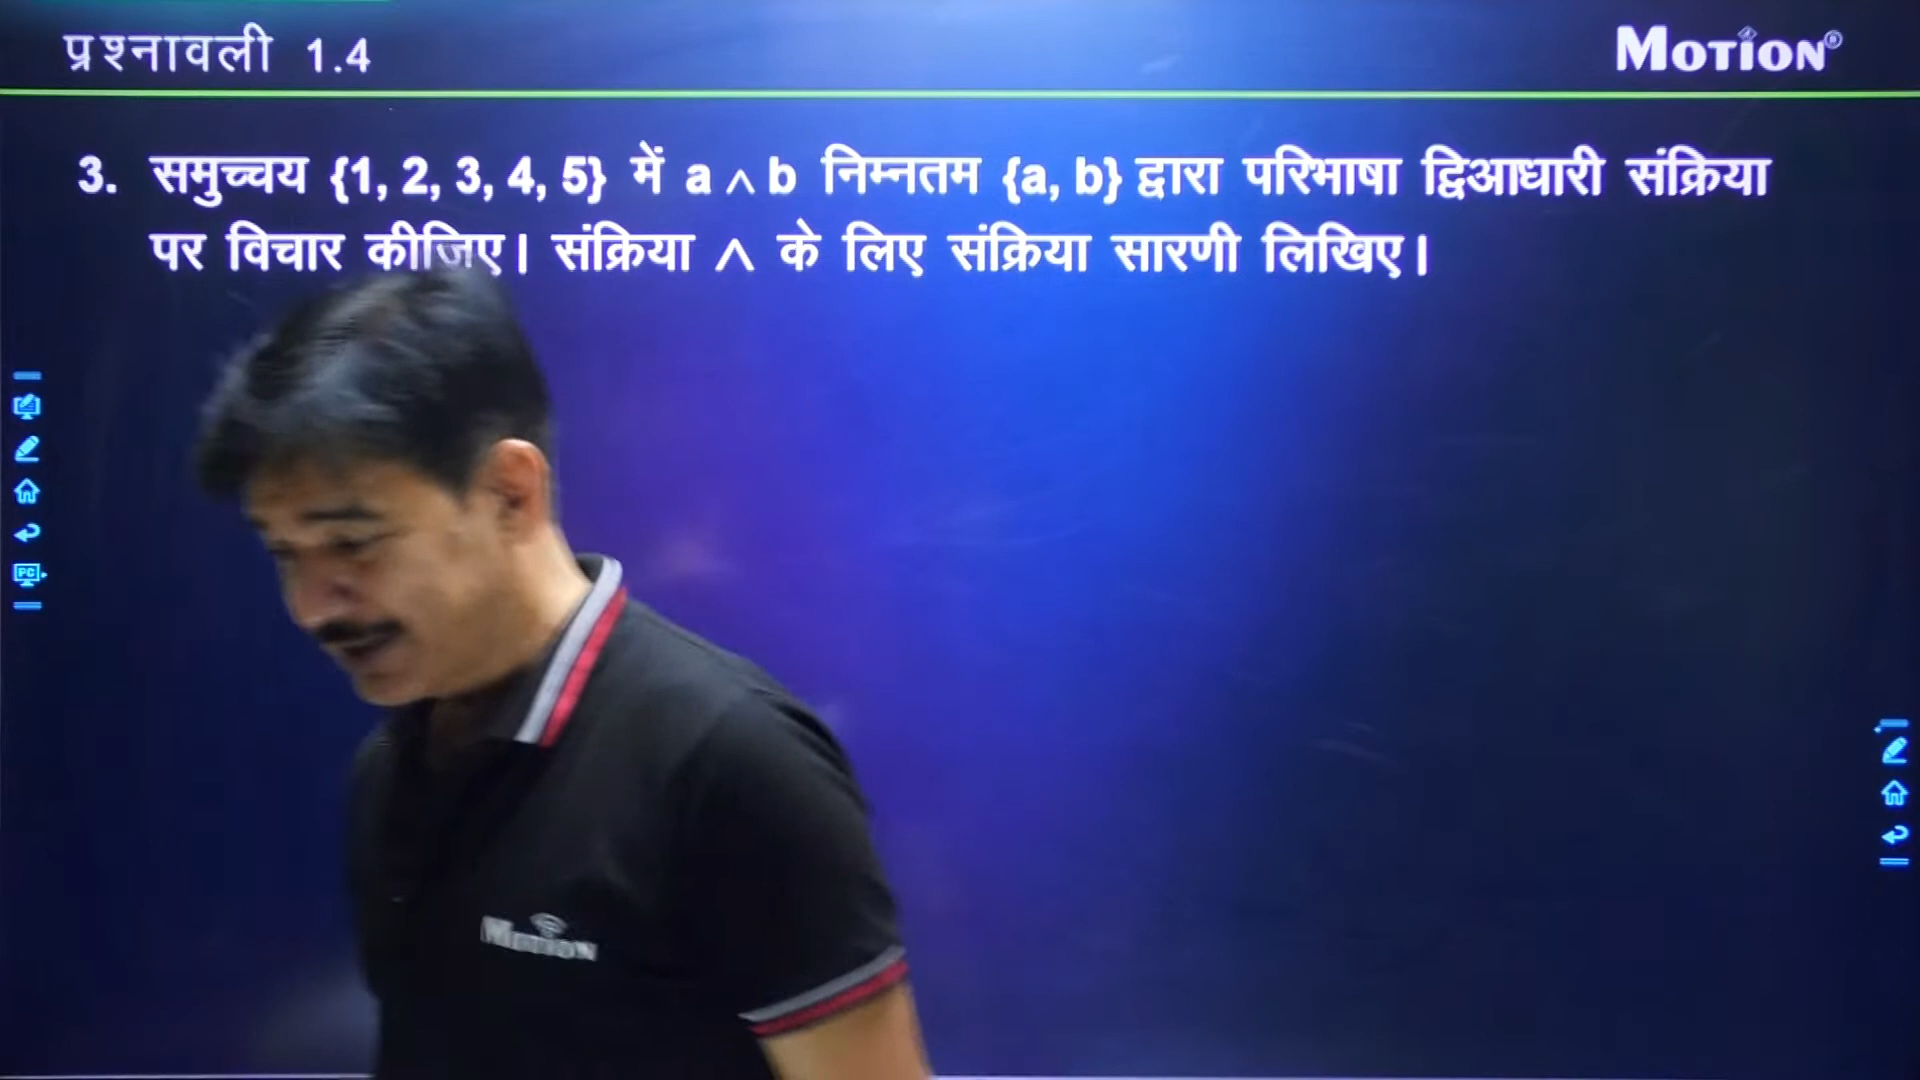 प्रश्नावली 1.4
MOTION®
3. समुच्चय {1, 2, 3, 4, 5} में a ∧ b निम्नतम {a, b} द्वारा परिभाषा द्विआधारी संक्रिया
पर विचार कीजिए। संक्रिया ∧ के लिए संक्रिया सारणी लिखिए।
PC
MOTION